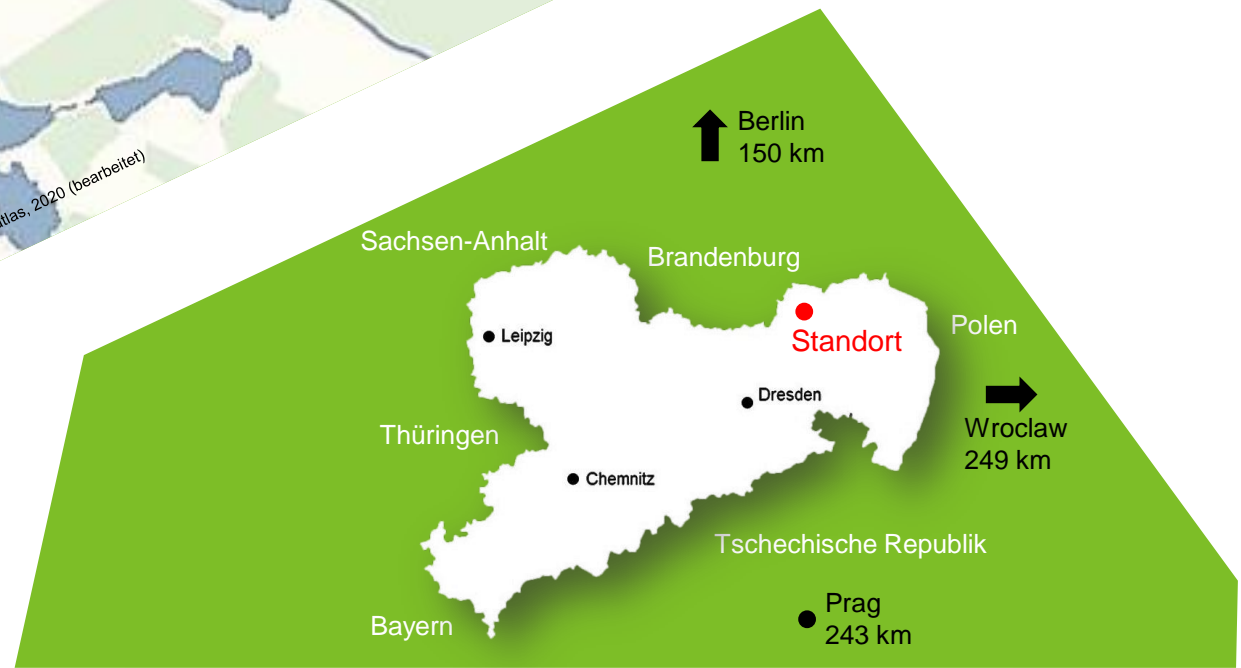 2020 (bearbeitet)
Berlin
150 km
Sachsen-Anhalt
Brandenburg
Polen
Standort
Leipzig
Dresden
Wroclaw
249 km
Thüringen
Chemnitz
Tschechische Republik
Prag
243 km
Bayern